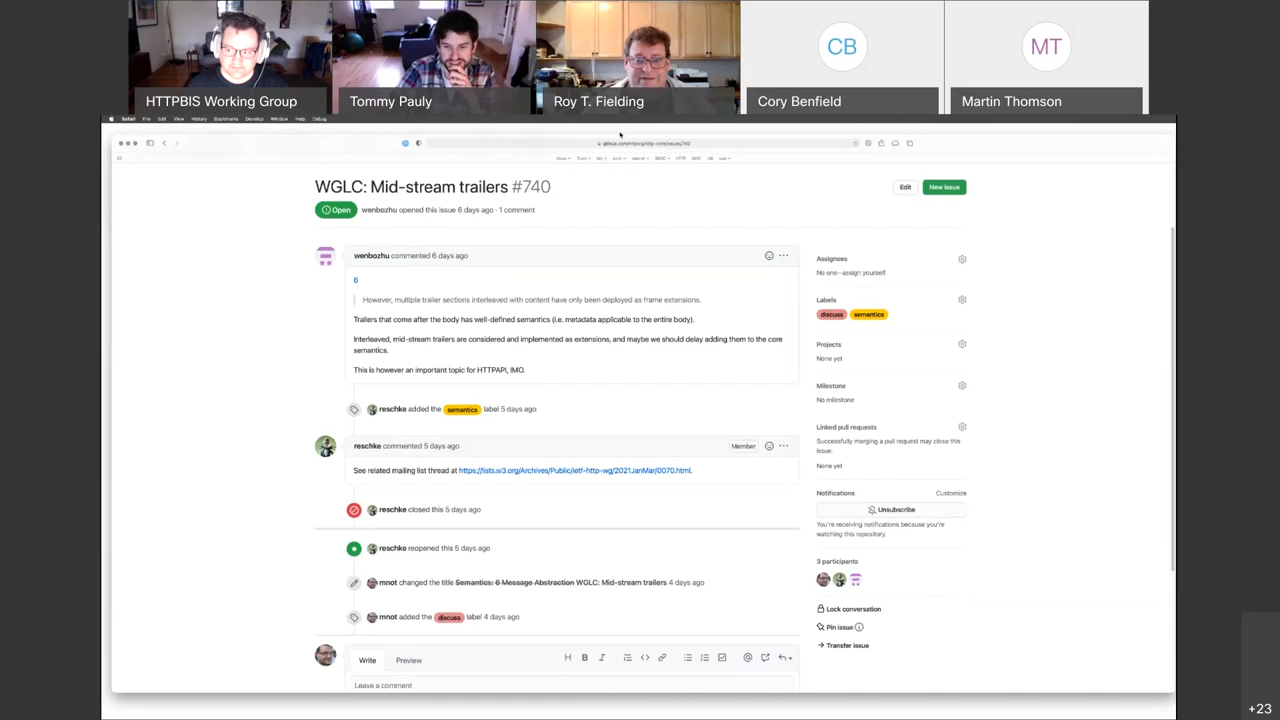 CB
MT
HTTPBIS Working Group
Tommy Pauly
Roy T. Fielding
Cory Benfield
Martin Thomson
Safari File Edit View History Bookmarks Develop Window Help Debug
WGLC: Mid-stream trailers #740
Edit
New issue
Open
wenbozhu opened this issue 6 days ago · 1 comment
wenbozhu commented 6 days ago
6
However, multiple trailer sections interleaved with content have only been deployed as frame extensions.
Trailers that come after the body has well-defined semantics (i.e. metadata applicable to the entire body).
Interleaved, mid-stream trailers are considered and implemented as extensions, and maybe we should delay adding them to the core
semantics.
This is however an important topic for HTTPAPI, IMO.
reschke added the semantics label 5 days ago
reschke commented 5 days ago
Member
See related mailing list thread at https://lists.w3.org/Archives/Public/ietf-http-wg/2021JanMar/0070.html.
reschke closed this 5 days ago
reschke reopened this 5 days ago
mnot changed the title Semantics: 6 Message Abstraction WGLC: Mid-stream trailers 4 days ago
mnot added the discuss label 4 days ago
Write
Preview
Leave a comment
Assignees
No one—assign yourself
Labels
discuss
semantics
Projects
None yet
Milestone
No milestone
Linked pull requests
Successfully merging a pull request may close this
issue.
None yet
Notifications
Customize
Unsubscribe
You're receiving notifications because you're
watching this repository.
3 participants
Lock conversation
Pin issue
Transfer issue
+23